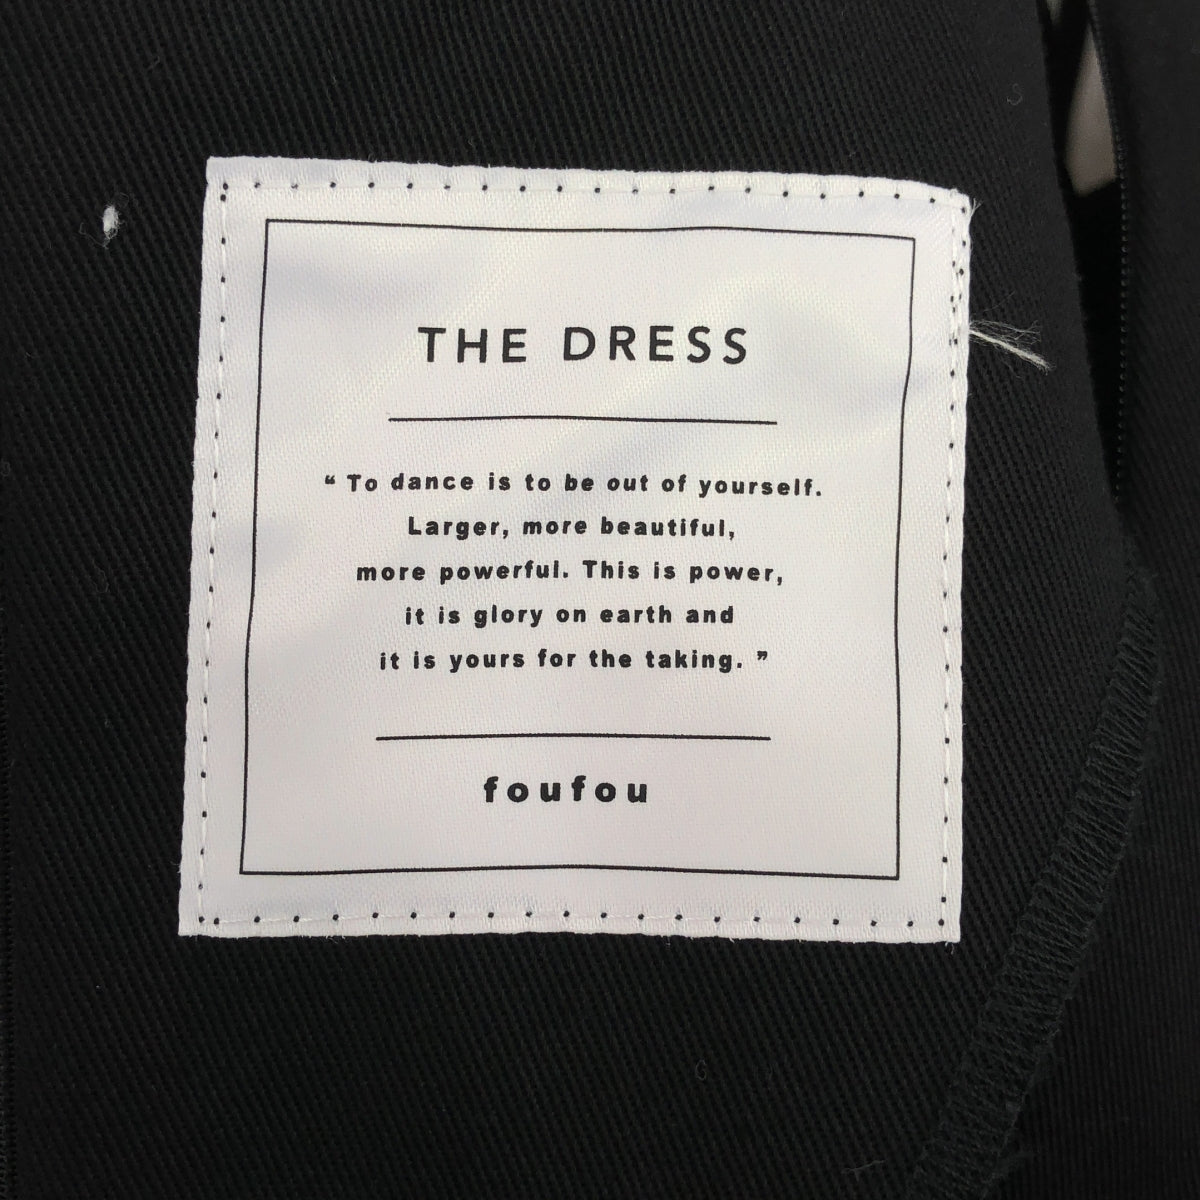 THE DRESS
“ To dance is to be out of yourself.
Larger, more beautiful,
more powerful. This is power,
it is glory on earth and
it is yours for the taking. ”
foufou